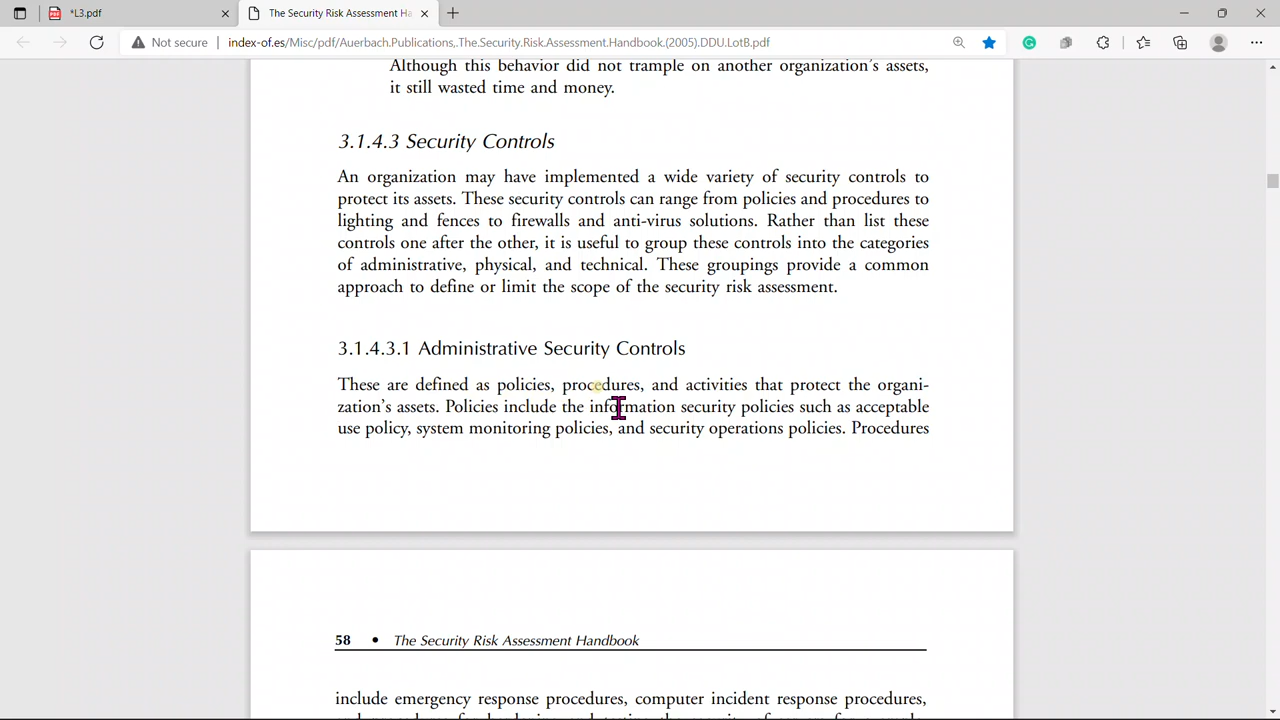 *L3.pdf
The Security Risk Assessment Ha
Not secure
index-of.es/Misc/pdf/Auerbach.Publications,.The.Security.Risk.Assessment.Handbook.(2005).DDU.LotB.pdf
Although this behavior did not trample on another organization's assets,
it still wasted time and money.
3.1.4.3 Security Controls
An organization may have implemented a wide variety of security controls to
protect its assets. These security controls can range from policies and procedures to
lighting and fences to firewalls and anti-virus solutions. Rather than list these
controls one after the other, it is useful to group these controls into the categories
of administrative, physical, and technical. These groupings provide a common
approach to define or limit the scope of the security risk assessment.
3.1.4.3.1 Administrative Security Controls
These are defined as policies, procedures, and activities that protect the organi-
zation's assets. Policies include the information security policies such as acceptable
use policy, system monitoring policies, and security operations policies. Procedures
58 • The Security Risk Assessment Handbook
include emergency response procedures, computer incident response procedures,